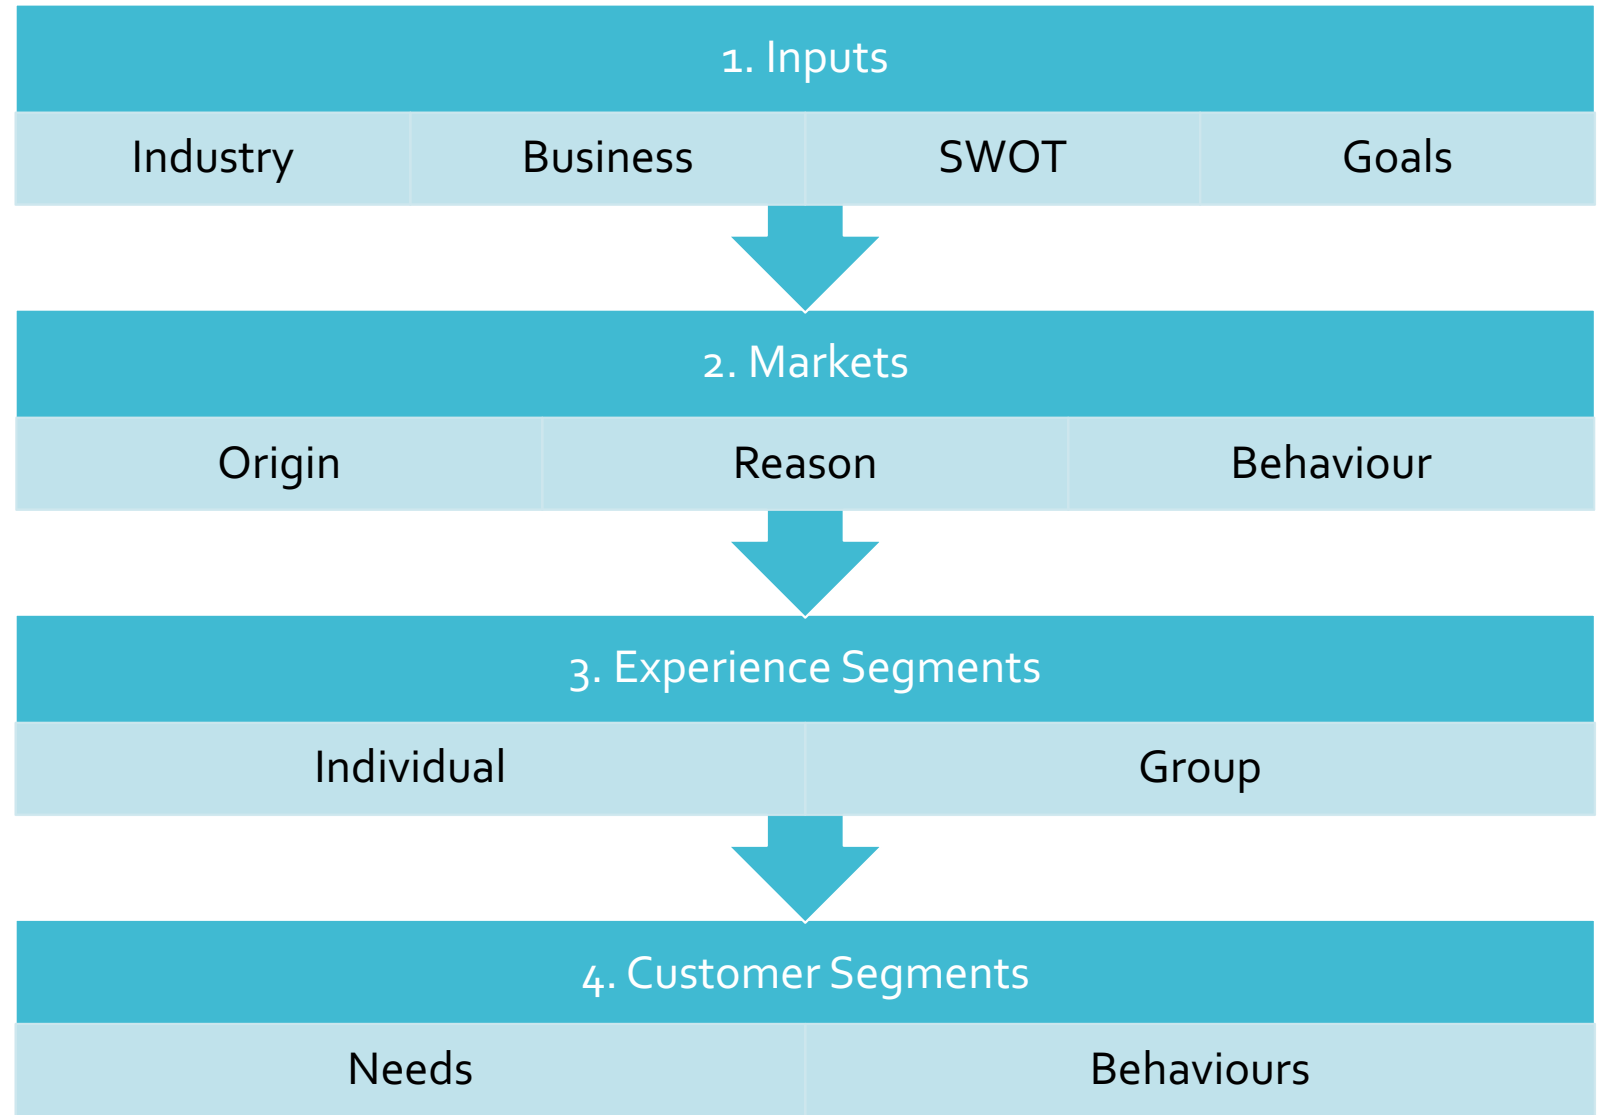 1. Inputs
Industry Business SWOT Goals
2. Markets
Origin Reason Behaviour
3. Experience Segments
Individual Group
4. Customer Segments
Needs Behaviours